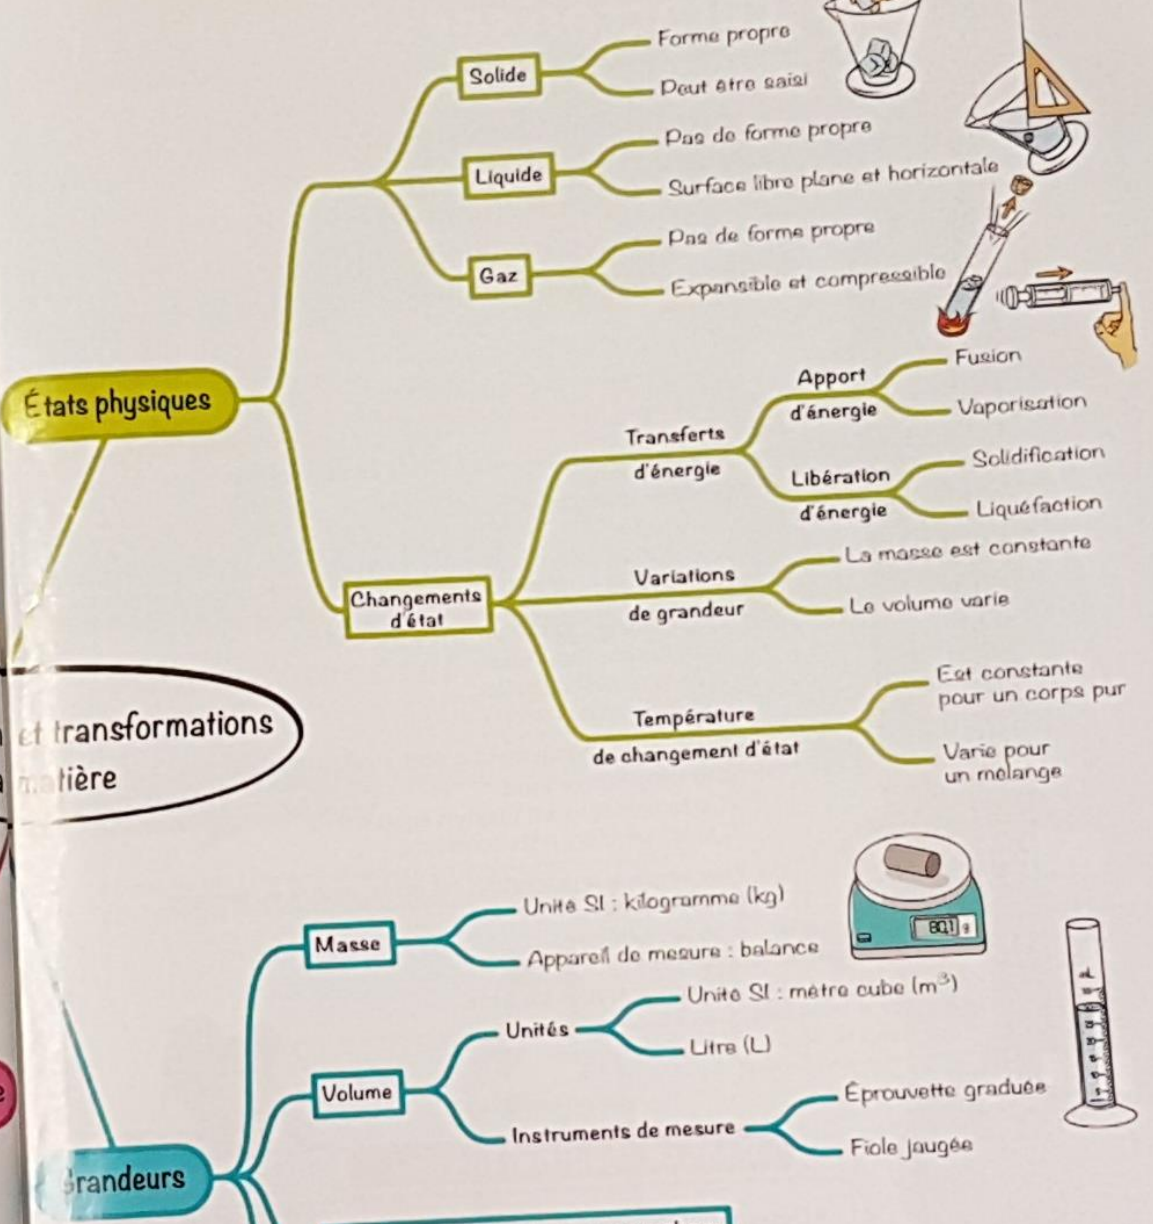 Forme propre
Solide
Peut être saisi
Pas de forme propre
Liquide
Surface libre plane et horizontale
Pas de forme propre
Gaz
Expansible et compressible
États physiques
Fusion
Apport
d'énergie
Vaporisation
Transferts
d'énergie
Solidification
Libération
d'énergie
Liquéfaction
La masse est constante
Variations
de grandeur
Le volume varie
Changements
d'état
Est constante
pour un corps pur
Température
de changement d'état
Varie pour
un mélange
et transformations
Unité SI : kilogramme (kg)
Masse
Appareil de mesure : balance
80,1 g
Unité SI : mètre cube (m³)
Unités
Litre (L)
Volume
Éprouvette graduée
Instruments de mesure
Fiole jaugée
Grandeurs